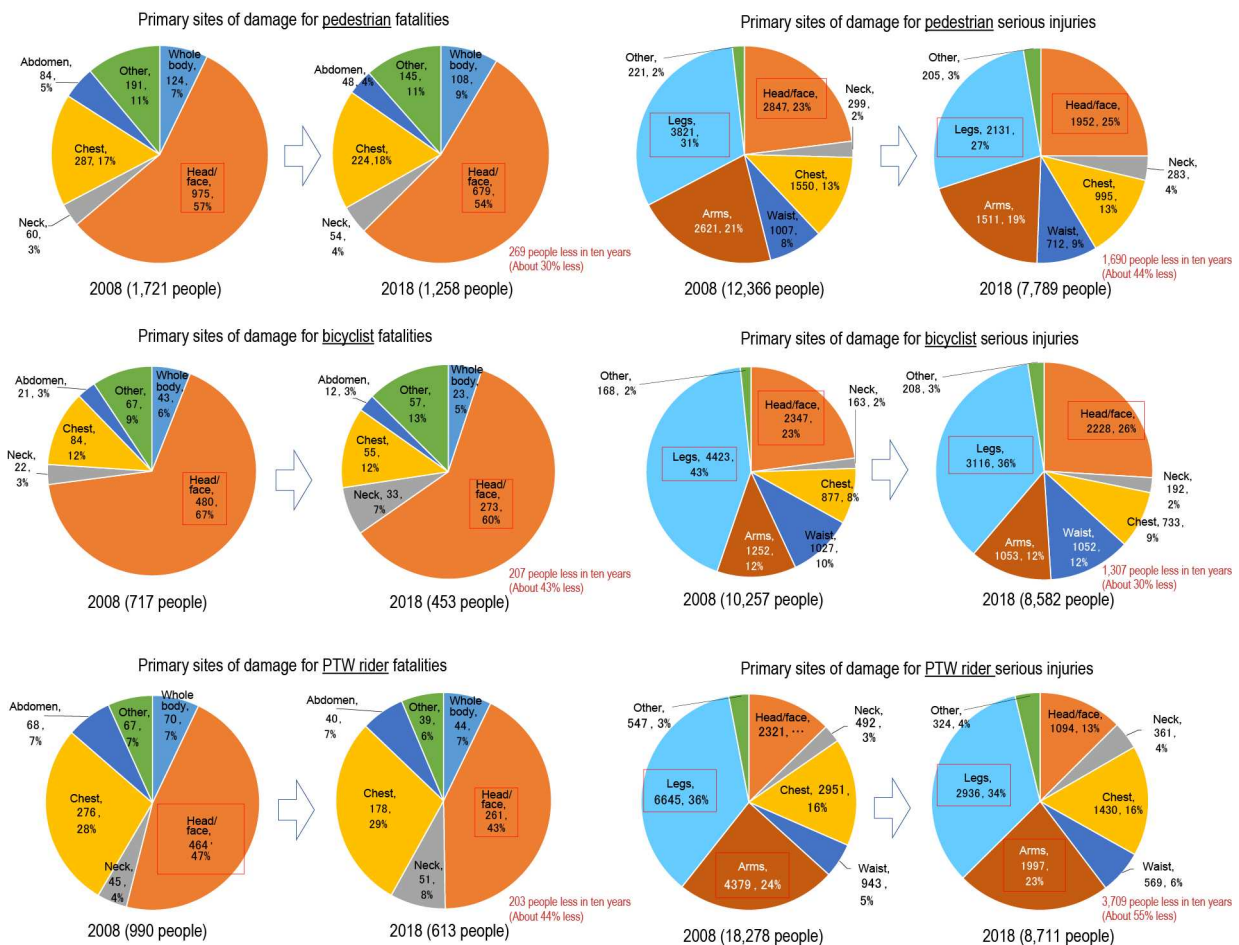 Primary sites of damage for pedestrian fatalities
Abdomen,
84,
5%
Other,
191,
11%
Whole
body,
124,
7%
Chest,
287, 17%
Head/
face,
975,
57%
Neck,
60,
3%
2008 (1,721 people)
Abdomen,
48, 4%
Other,
145,
11%
Whole
body,
108,
9%
Chest,
224,18%
Head/
face,
679,
54%
Neck,
54,
4%
269 people less in ten years
(About 30% less)
2018 (1,258 people)
Primary sites of damage for pedestrian serious injuries
Other,
221, 2%
Head/face,
2847, 23%
Neck,
299,
2%
Legs,
3821,
31%
Chest,
1550, 13%
Arms,
2621, 21%
Waist,
1007,
8%
2008 (12,366 people)
Other,
205, 3%
Head/face,
1952, 25%
Legs, 2131,
27%
Neck,
283,
4%
Chest,
995,
13%
Arms,
1511, 19%
Waist,
712, 9%
1,690 people less in ten years
(About 44% less)
2018 (7,789 people)
Primary sites of damage for bicyclist fatalities
Abdomen,
21, 3%
Other,
67,
9%
Whole
body,
43,
6%
Chest,
84,
12%
Neck,
22,
3%
Head/
face,
480,
67%
2008 (717 people)
Abdomen,
12, 3%
Other,
57,
13%
Whole
body,
23,
5%
Chest,
55,
12%
Neck, 33,
7%
Head/
face,
273,
60%
207 people less in ten years
(About 43% less)
2018 (453 people)
Primary sites of damage for bicyclist serious injuries
Other,
168, 2%
Head/face,
2347,
23%
Neck,
163, 2%
Legs, 4423,
43%
Chest,
877, 8%
Arms,
1252,
12%
Waist,
1027,
10%
2008 (10,257 people)
Other,
208, 3%
Head/face,
2228, 26%
Legs,
3116, 36%
Neck,
192,
2%
Chest, 733,
9%
Arms,
1053, 12%
Waist,
1052,
12%
1,307 people less in ten years
(About 30% less)
2018 (8,582 people)
Primary sites of damage for PTW rider fatalities
Abdomen,
68,
7%
Other,
67,
7%
Whole
body,
70,
7%
Chest,
276,
28%
Head/
face,
464,
47%
Neck,
45,
4%
2008 (990 people)
Abdomen,
40,
7%
Other,
39,
6%
Whole
body,
44,
7%
Chest,
178,
29%
Head/
face,
261,
43%
Neck,
51,
8%
203 people less in ten years
(About 44% less)
2018 (613 people)
Primary sites of damage for PTW rider serious injuries
Other,
547, 3%
Head/face,
2321, ...
Neck,
492,
3%
Legs,
6645, 36%
Chest, 2951,
16%
Arms,
4379, 24%
Waist,
943,
5%
2008 (18,278 people)
Other,
324, 4%
Head/face,
1094, 13%
Neck,
361,
4%
Legs,
2936, 34%
Chest,
1430, 16%
Arms,
1997,
23%
Waist,
569, 6%
3,709 people less in ten years
(About 55% less)
2018 (8,711 people)